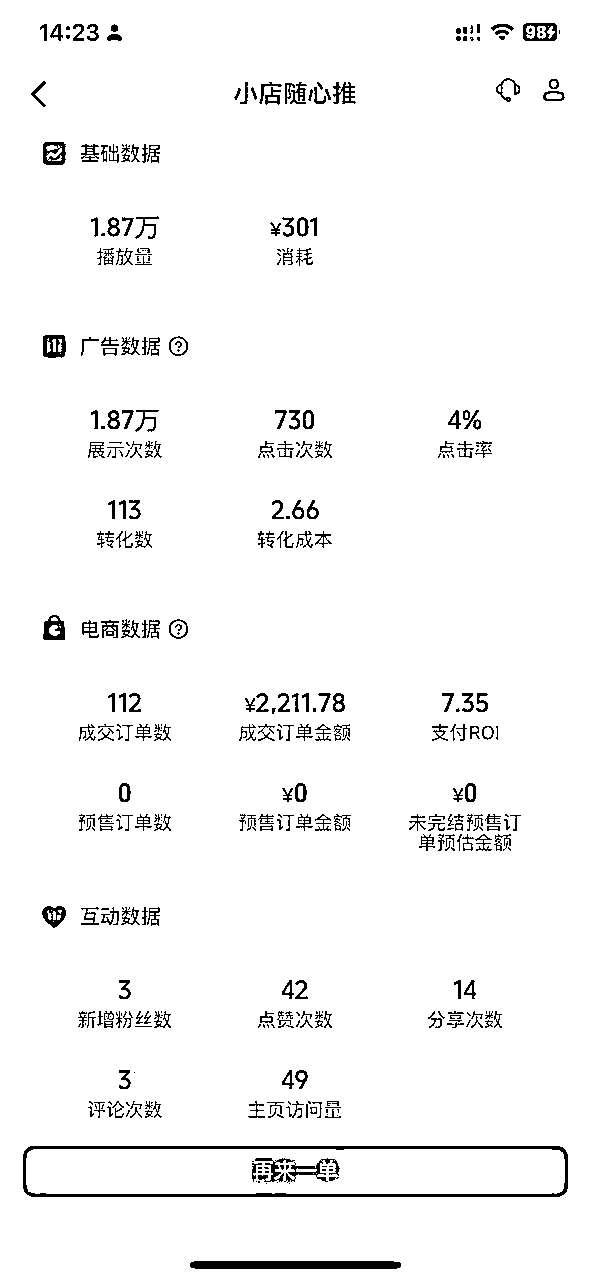 14:23
98
小店随心推
基础数据
1.87万 ¥301
播放量 消耗
广告数据 ?
1.87万 730 4%
展示次数 点击次数 点击率
113 2.66
转化数 转化成本
电商数据 ?
112 ¥2,211.78 7.35
成交订单数 成交订单金额 支付ROI
0 ¥0 ¥0
预售订单数 预售订单金额 未完结预售订
单预估金额
互动数据
3 42 14
新增粉丝数 点赞次数 分享次数
3 49
评论次数 主页访问量
再来一单